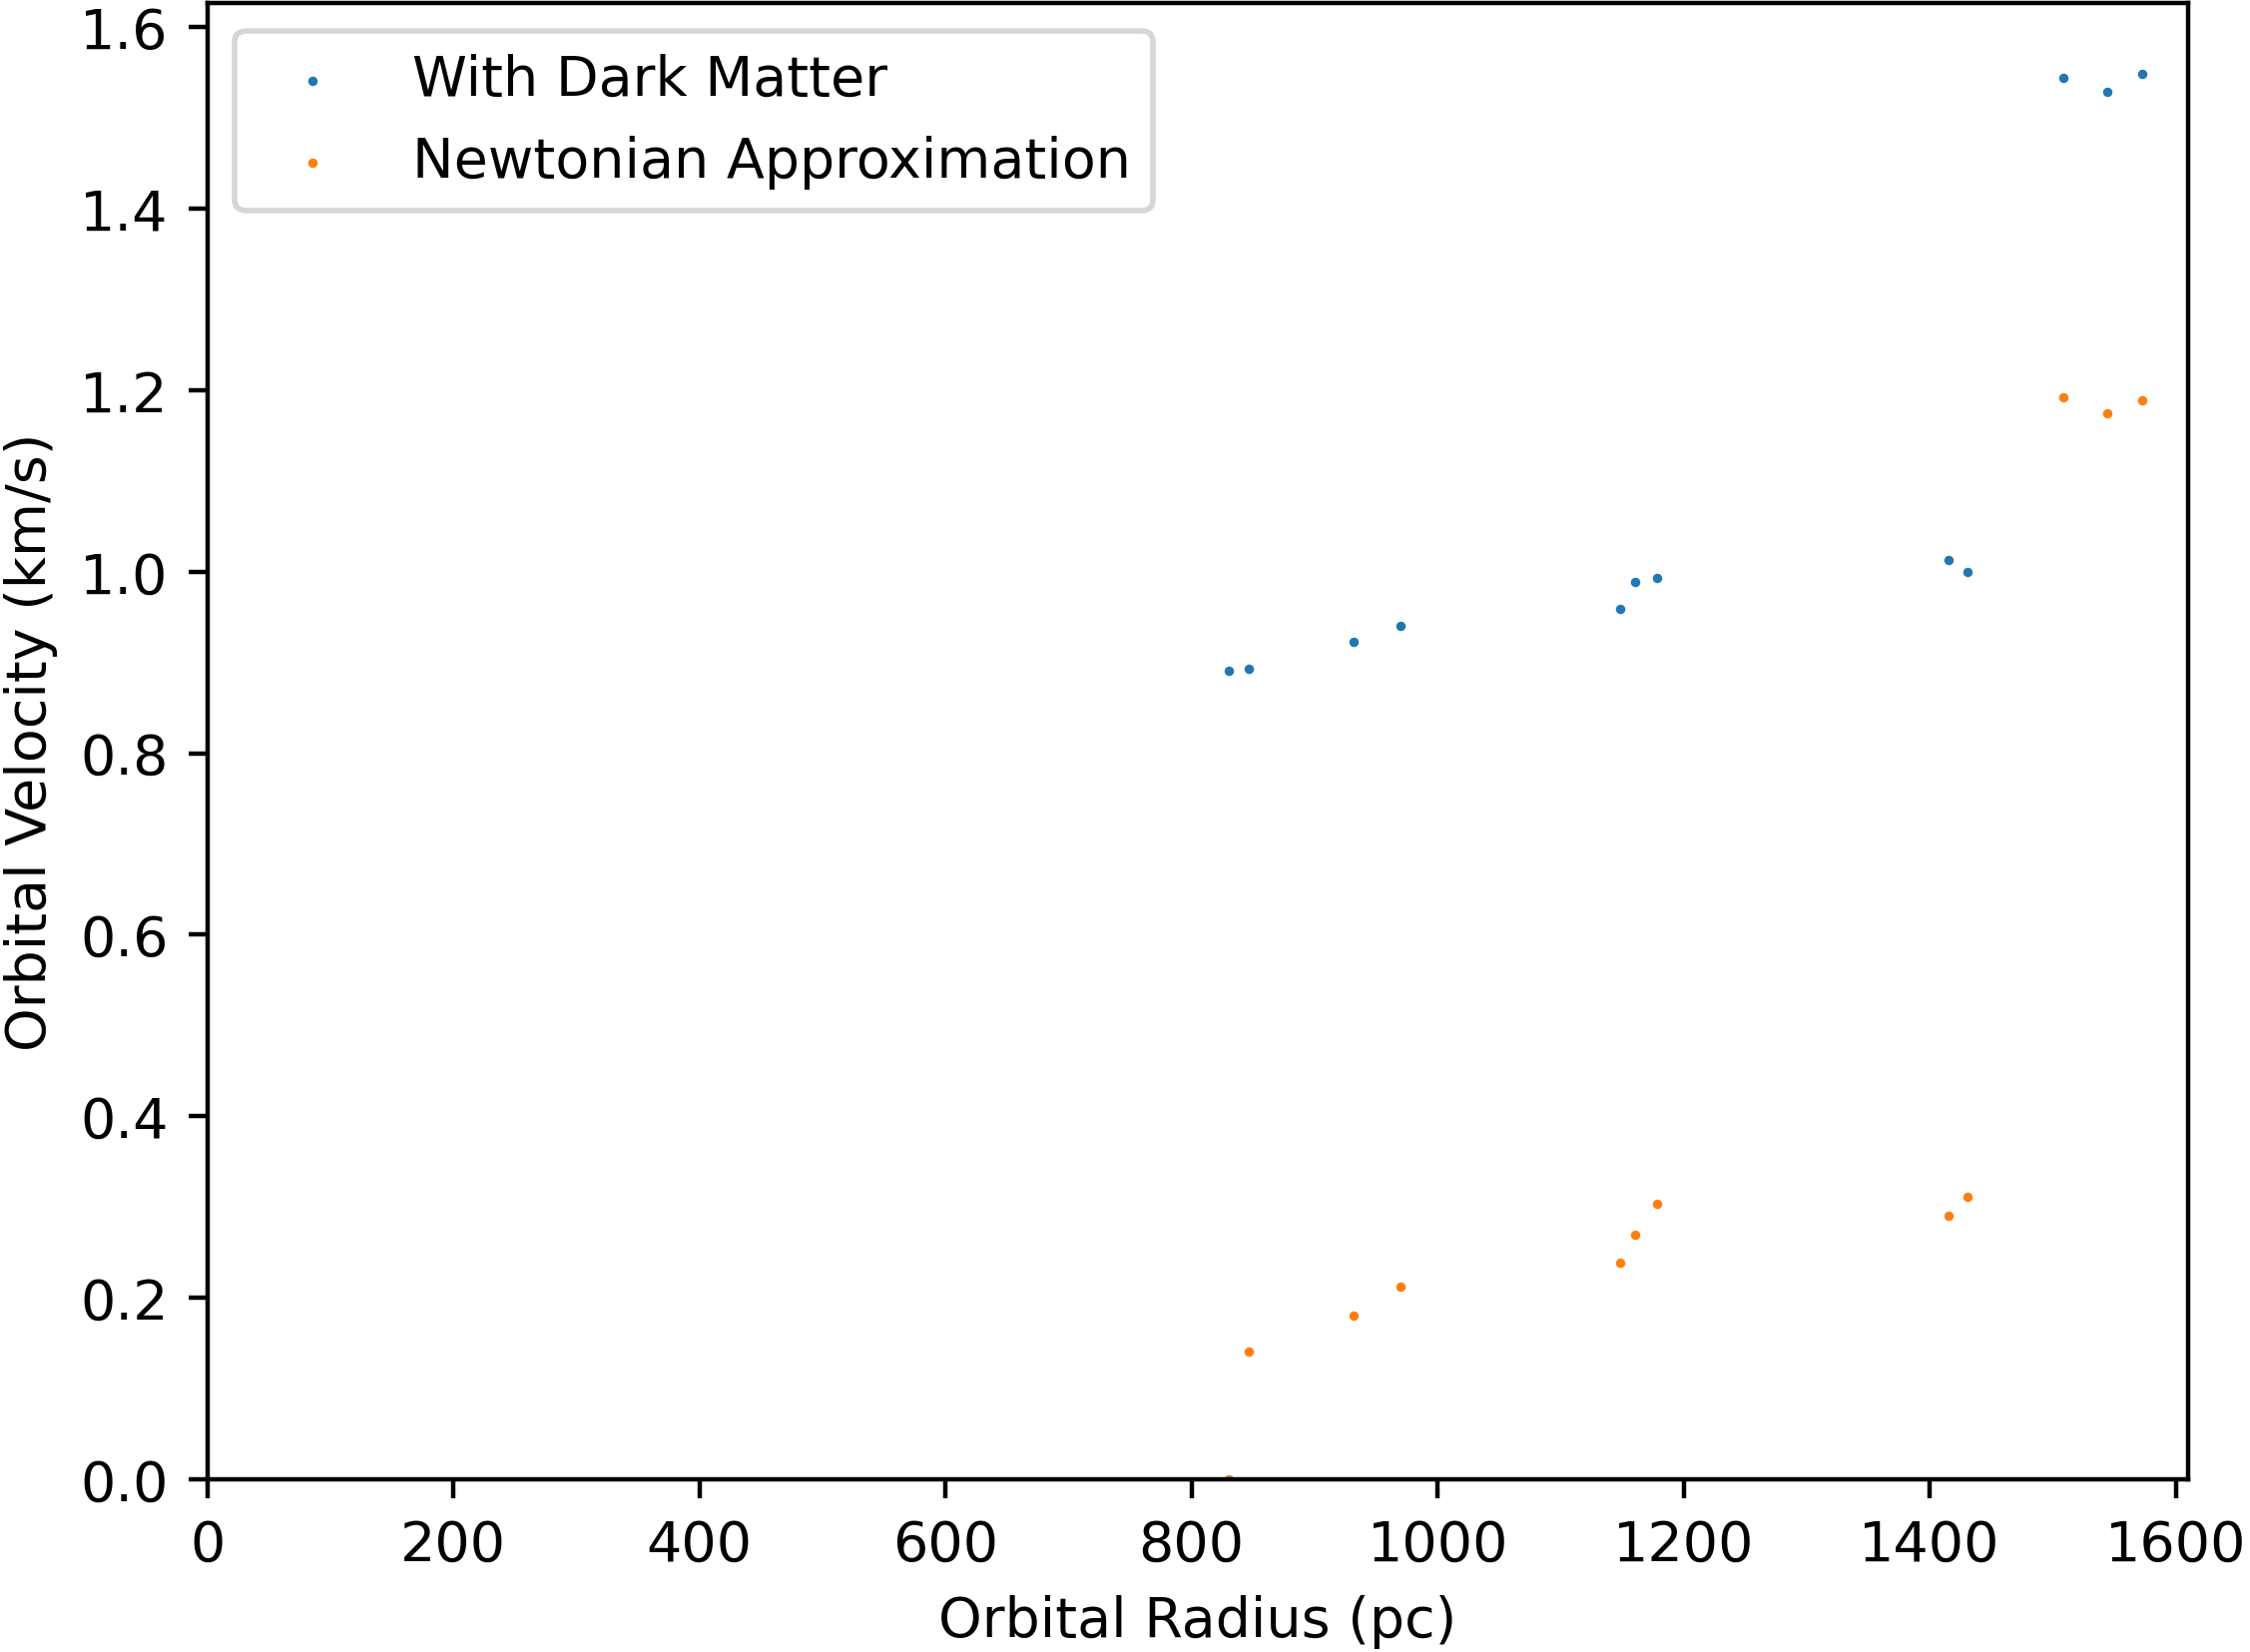 With Dark Matter
Newtonian Approximation
Orbital Velocity (km/s)
1.6
1.4
1.2
1.0
0.8
0.6
0.4
0.2
0.0
0 200 400 600 800 1000 1200 1400 1600
Orbital Radius (pc)